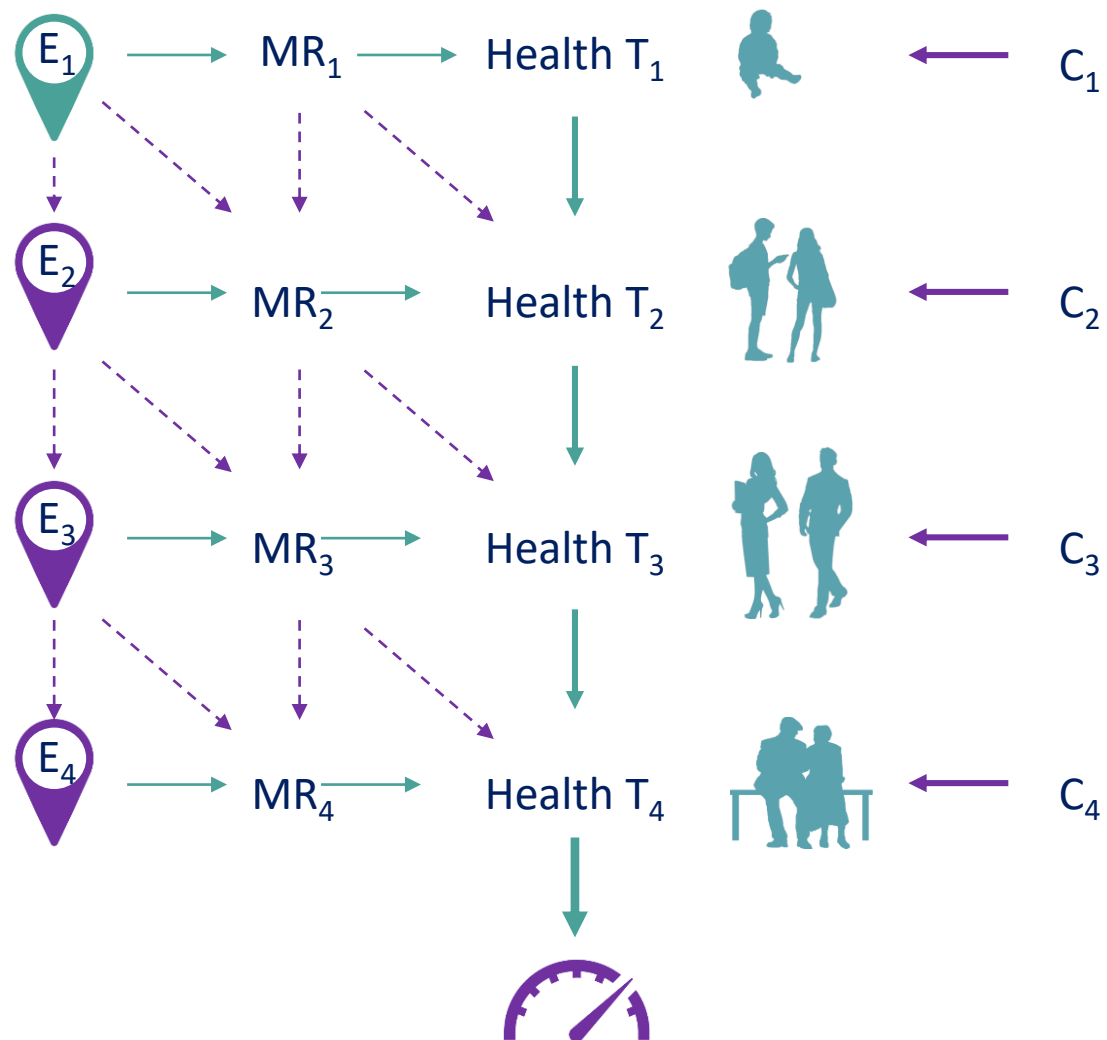 E₁ MR₁ Health T₁ C₁
E₂ MR₂ Health T₂ C₂
E₃ MR₃ Health T₃ C₃
E₄ MR₄ Health T₄ C₄